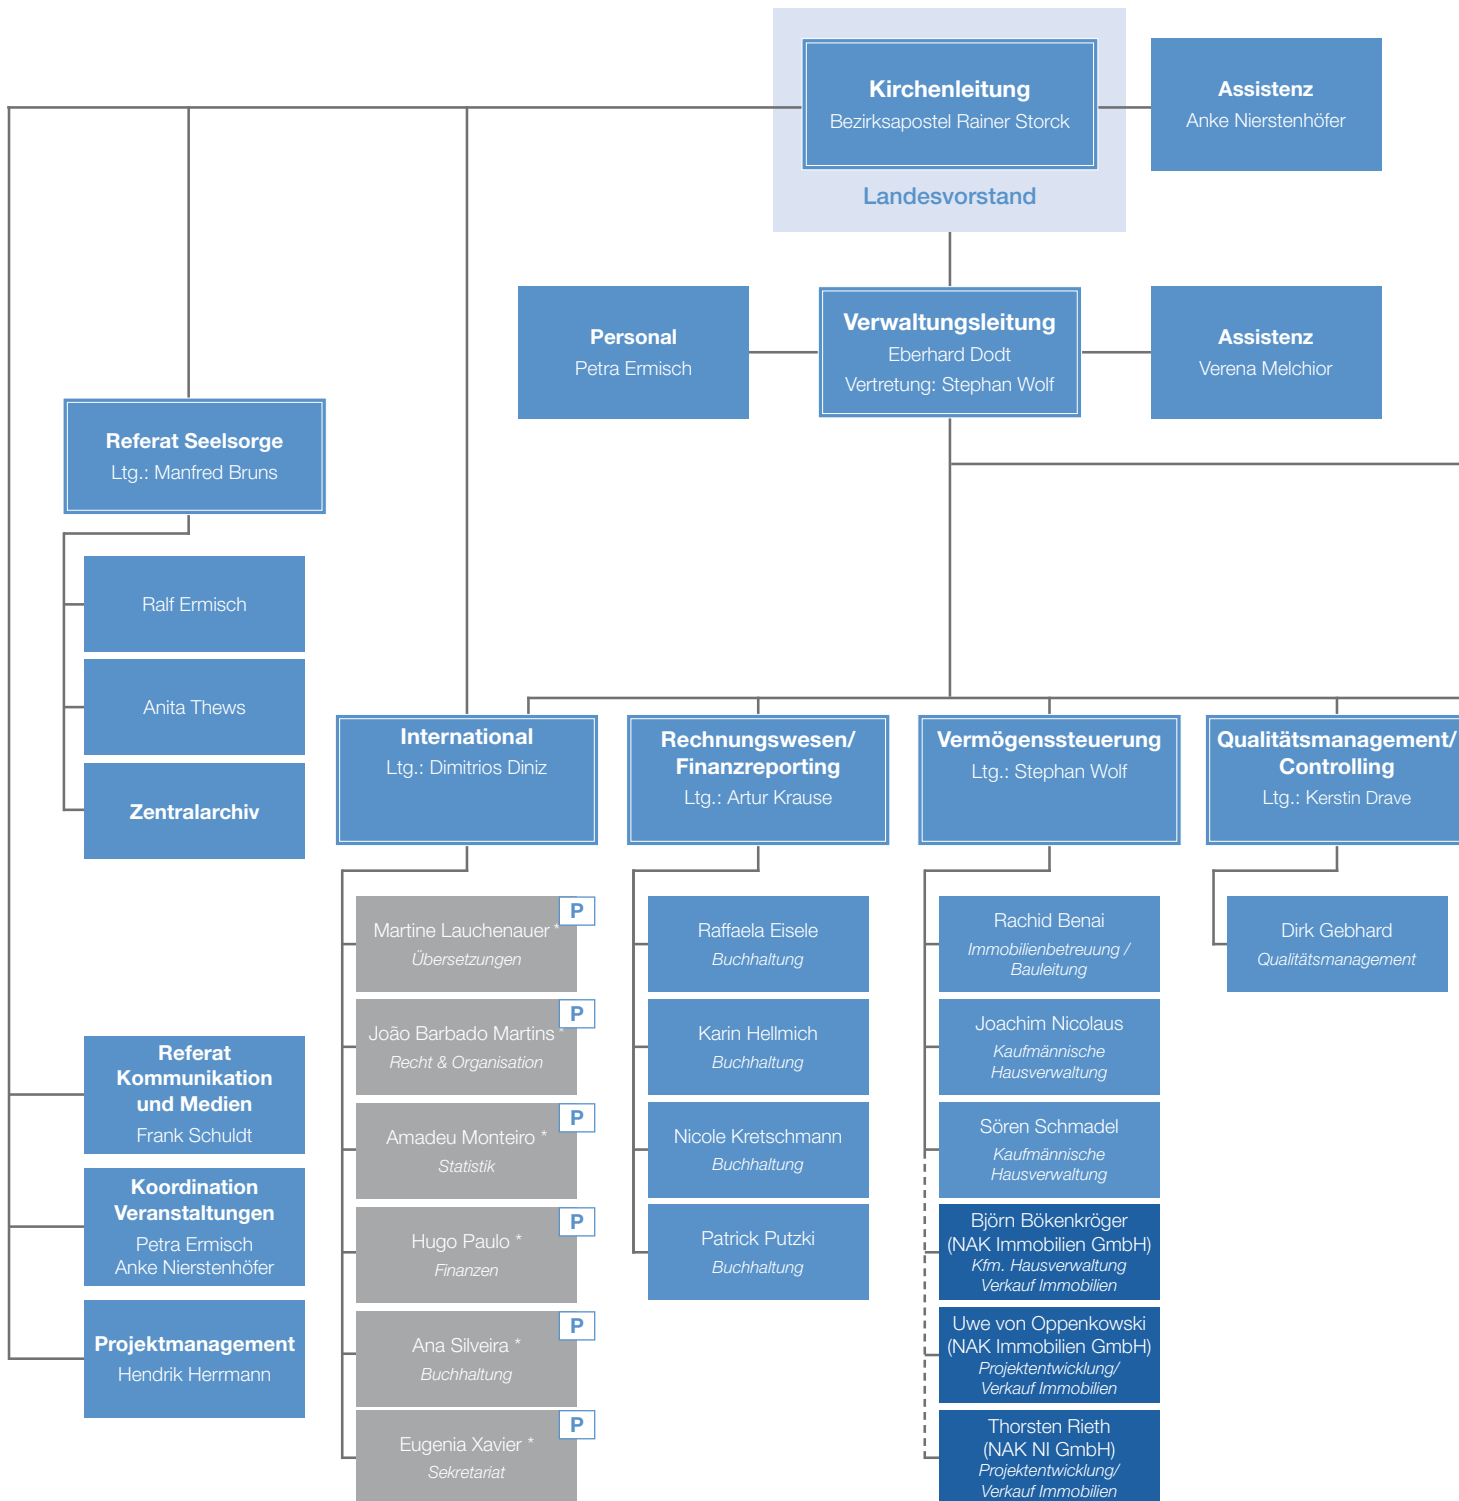 Kirchenleitung
Bezirksapostel Rainer Storck
Landesvorstand
Assistenz
Anke Nierstenhöfer
Personal
Petra Ermisch
Verwaltungsleitung
Eberhard Dodt
Vertretung: Stephan Wolf
Assistenz
Verena Melchior
Referat Seelsorge
Ltg.: Manfred Bruns
Ralf Ermisch
Anita Thews
Zentralarchiv
Referat
Kommunikation
und Medien
Frank Schuldt
Koordination
Veranstaltungen
Petra Ermisch
Anke Nierstenhöfer
Projektmanagement
Hendrik Herrmann
International
Ltg.: Dimitrios Diniz
P
Martine Lauchenauer *
Übersetzungen
P
João Barbado Martins *
Recht & Organisation
P
Amadeu Monteiro *
Statistik
P
Hugo Paulo *
Finanzen
P
Ana Silveira *
Buchhaltung
P
Eugenia Xavier *
Sekretariat
Rechnungswesen/
Finanzreporting
Ltg.: Artur Krause
Raffaela Eisele
Buchhaltung
Karin Hellmich
Buchhaltung
Nicole Kretschmann
Buchhaltung
Patrick Putzki
Buchhaltung
Vermögenssteuerung
Ltg.: Stephan Wolf
Rachid Benai
Immobilienbetreuung /
Bauleitung
Joachim Nicolaus
Kaufmännische
Hausverwaltung
Sören Schmadel
Kaufmännische
Hausverwaltung
Björn Bökenkröger
(NAK Immobilien GmbH)
Kfm. Hausverwaltung
Verkauf Immobilien
Uwe von Oppenkowski
(NAK Immobilien GmbH)
Projektentwicklung/
Verkauf Immobilien
Thorsten Rieth
(NAK NI GmbH)
Projektentwicklung/
Verkauf Immobilien
Qualitätsmanagement/
Controlling
Ltg.: Kerstin Drave
Dirk Gebhard
Qualitätsmanagement